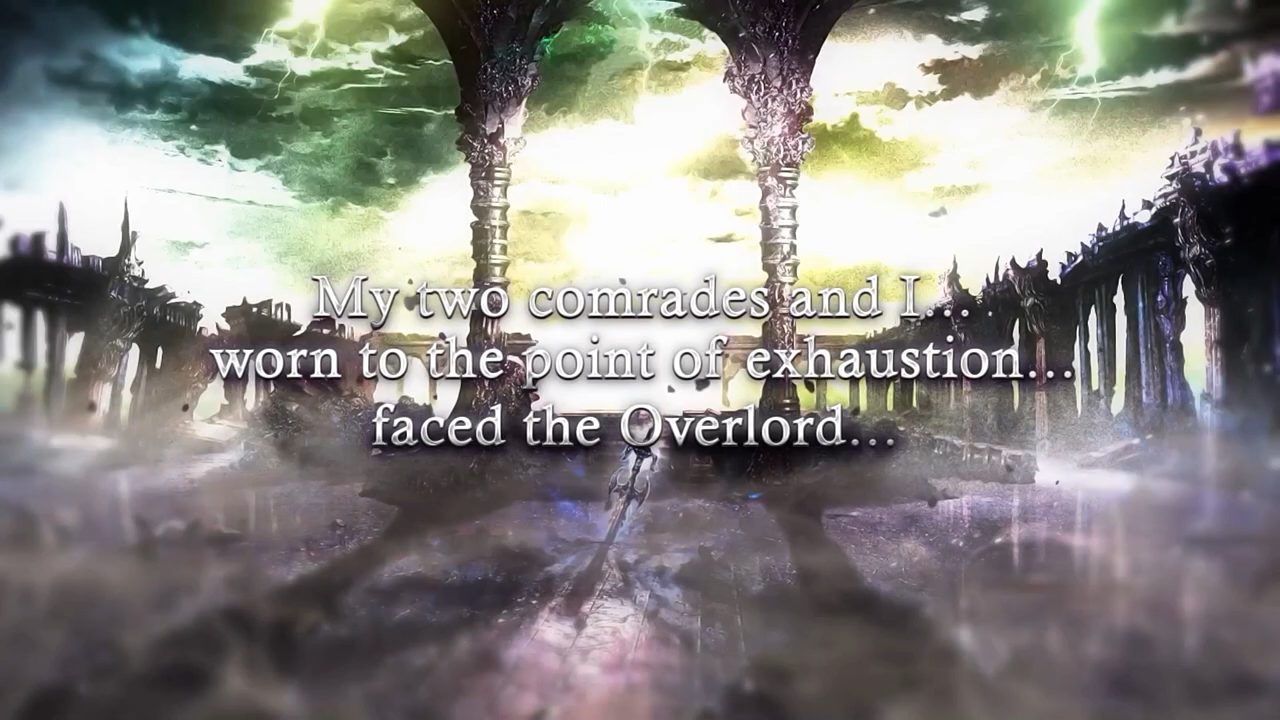 My two comrades and I...
worn to the point of exhaustion...
faced the Overlord...